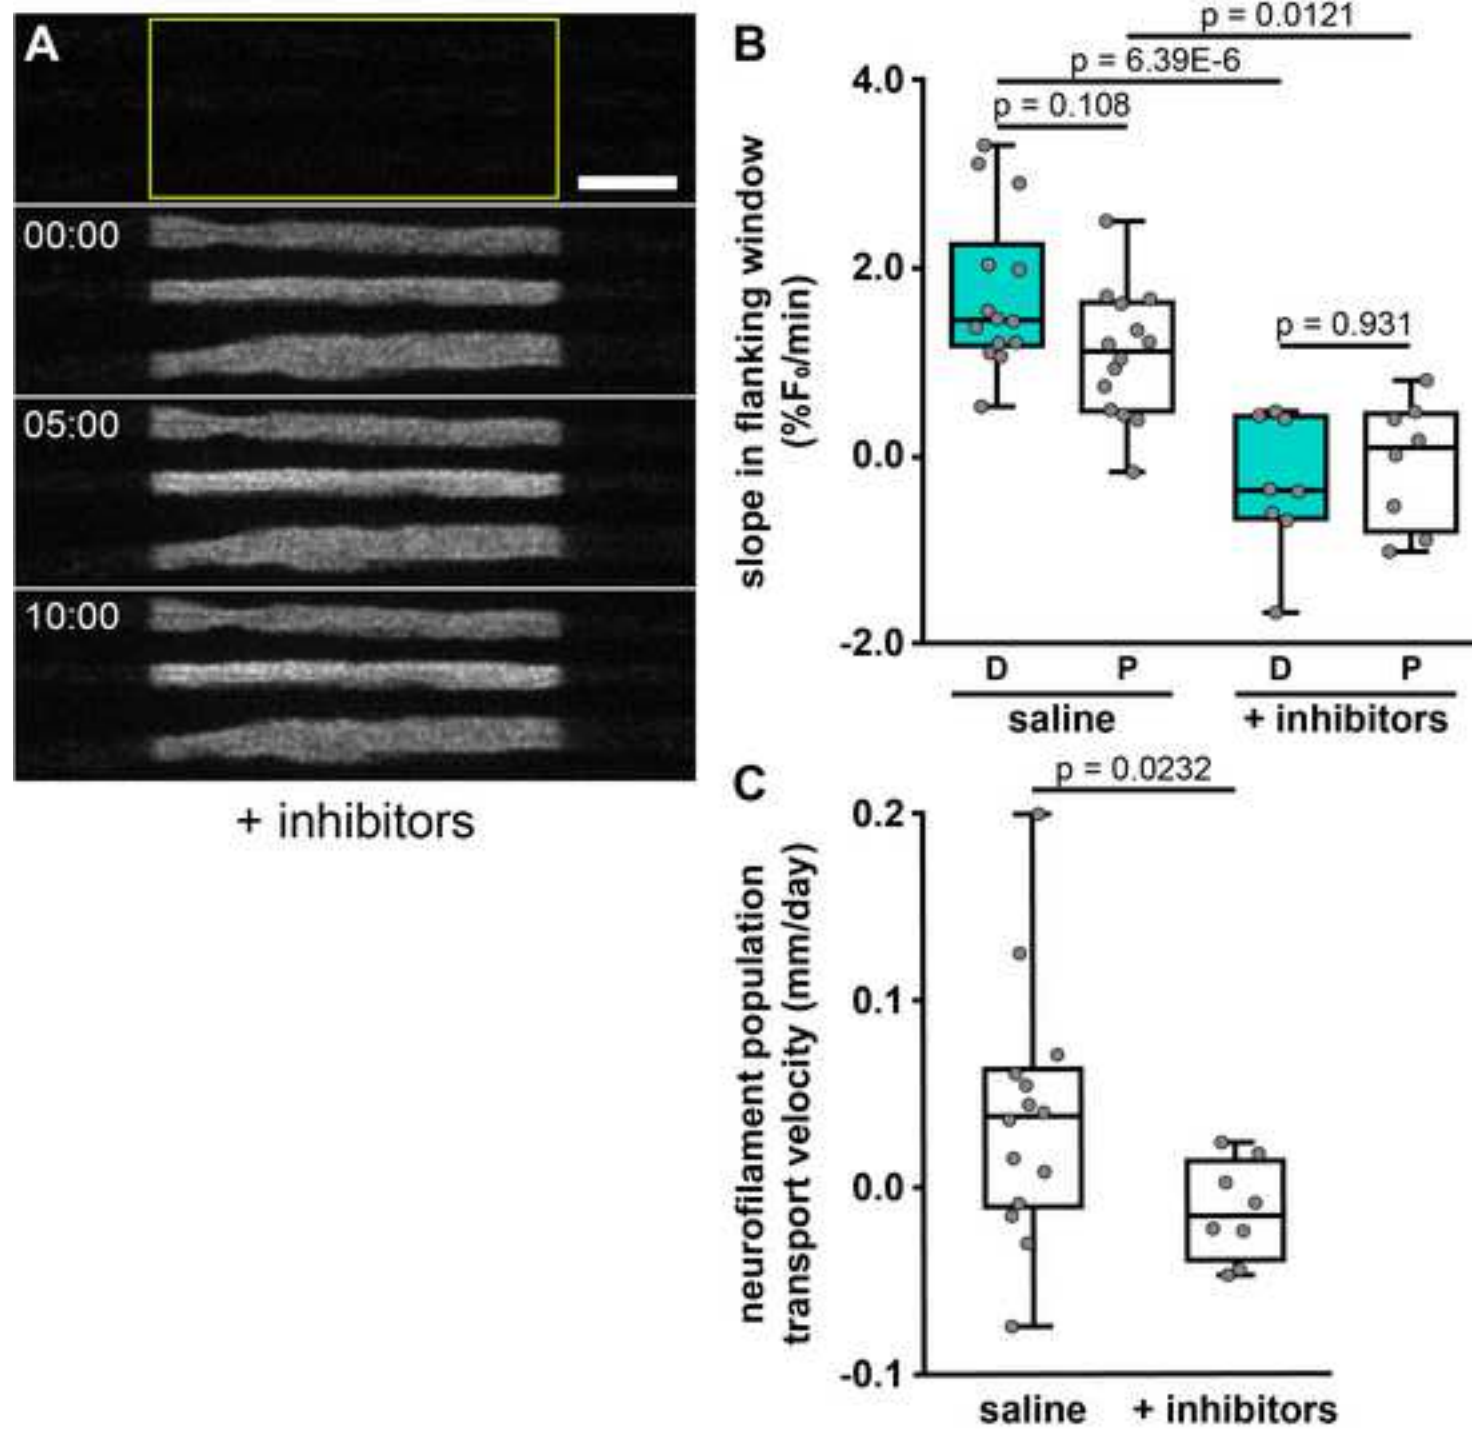 A
00:00
05:00
10:00
+ inhibitors
B
p = 0.0121
p = 6.39E-6
p = 0.108
p = 0.931
slope in flanking window
(%F₀/min)
4.0
2.0
0.0
-2.0
D P D P
saline + inhibitors
C
p = 0.0232
neurofilament population
transport velocity (mm/day)
0.2
0.1
0.0
-0.1
saline + inhibitors